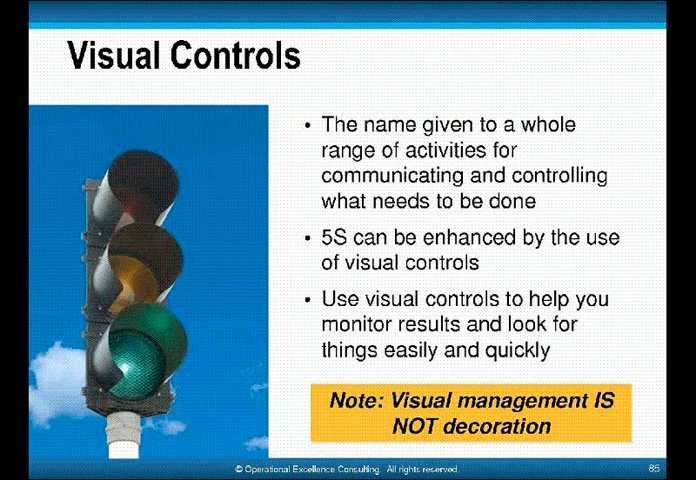 Visual Controls
• The name given to a whole
range of activities for
communicating and controlling
what needs to be done
• 5S can be enhanced by the use
of visual controls
• Use visual controls to help you
monitor results and look for
things easily and quickly
Note: Visual management IS
NOT decoration
© Operational Excellence Consulting. All rights reserved.
85